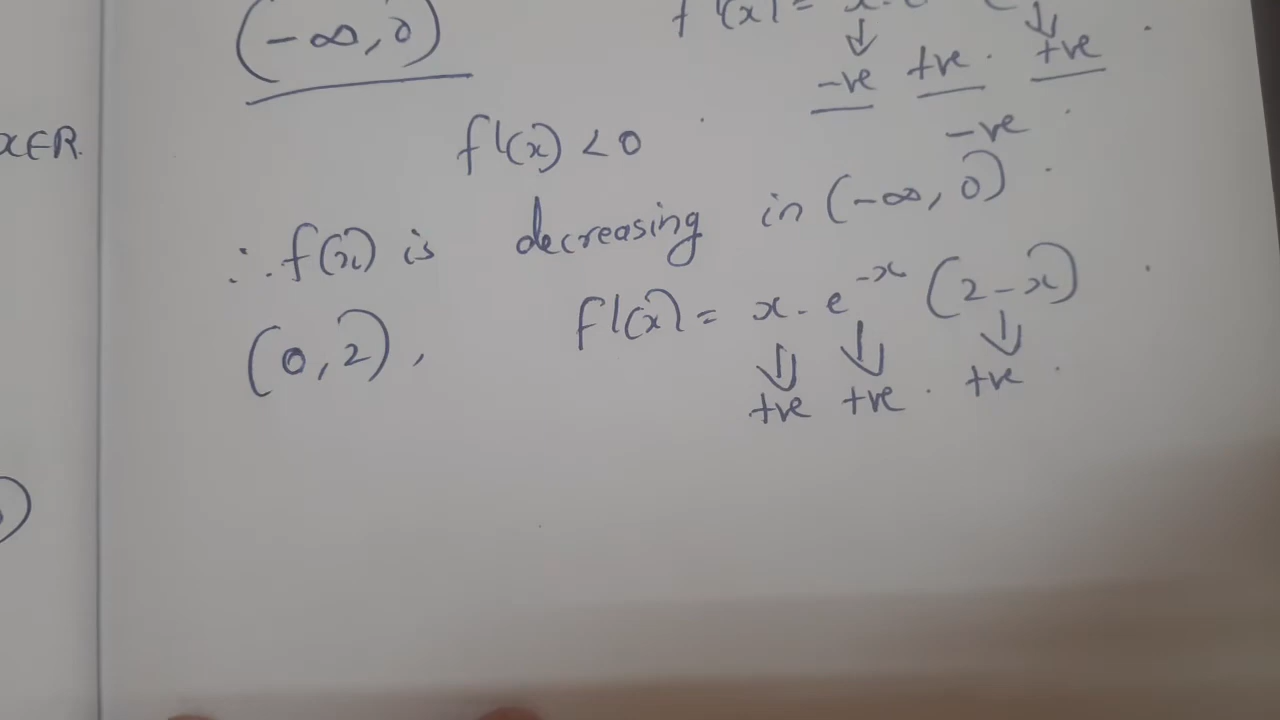 (-∞, 0)
f'(x) =
-ve +ve. +ve
x∈R.
f'(x) < 0
-ve
∴ f(x) is decreasing in (-∞, 0)
(0, 2), f'(x) = x. e^-x (2-x)
+ve +ve. +ve